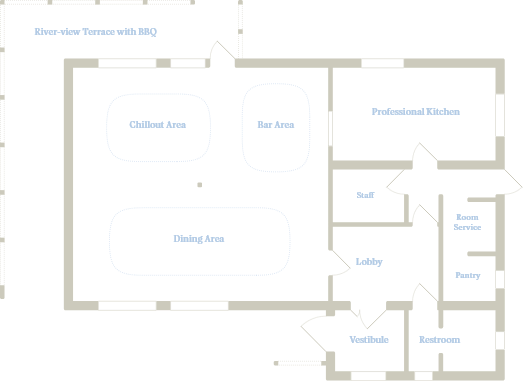 River-view Terrace with BBQ
Professional Kitchen
Chillout Area
Bar Area
Staff
Room
Service
Dining Area
Lobby
Pantry
Vestibule
Restroom